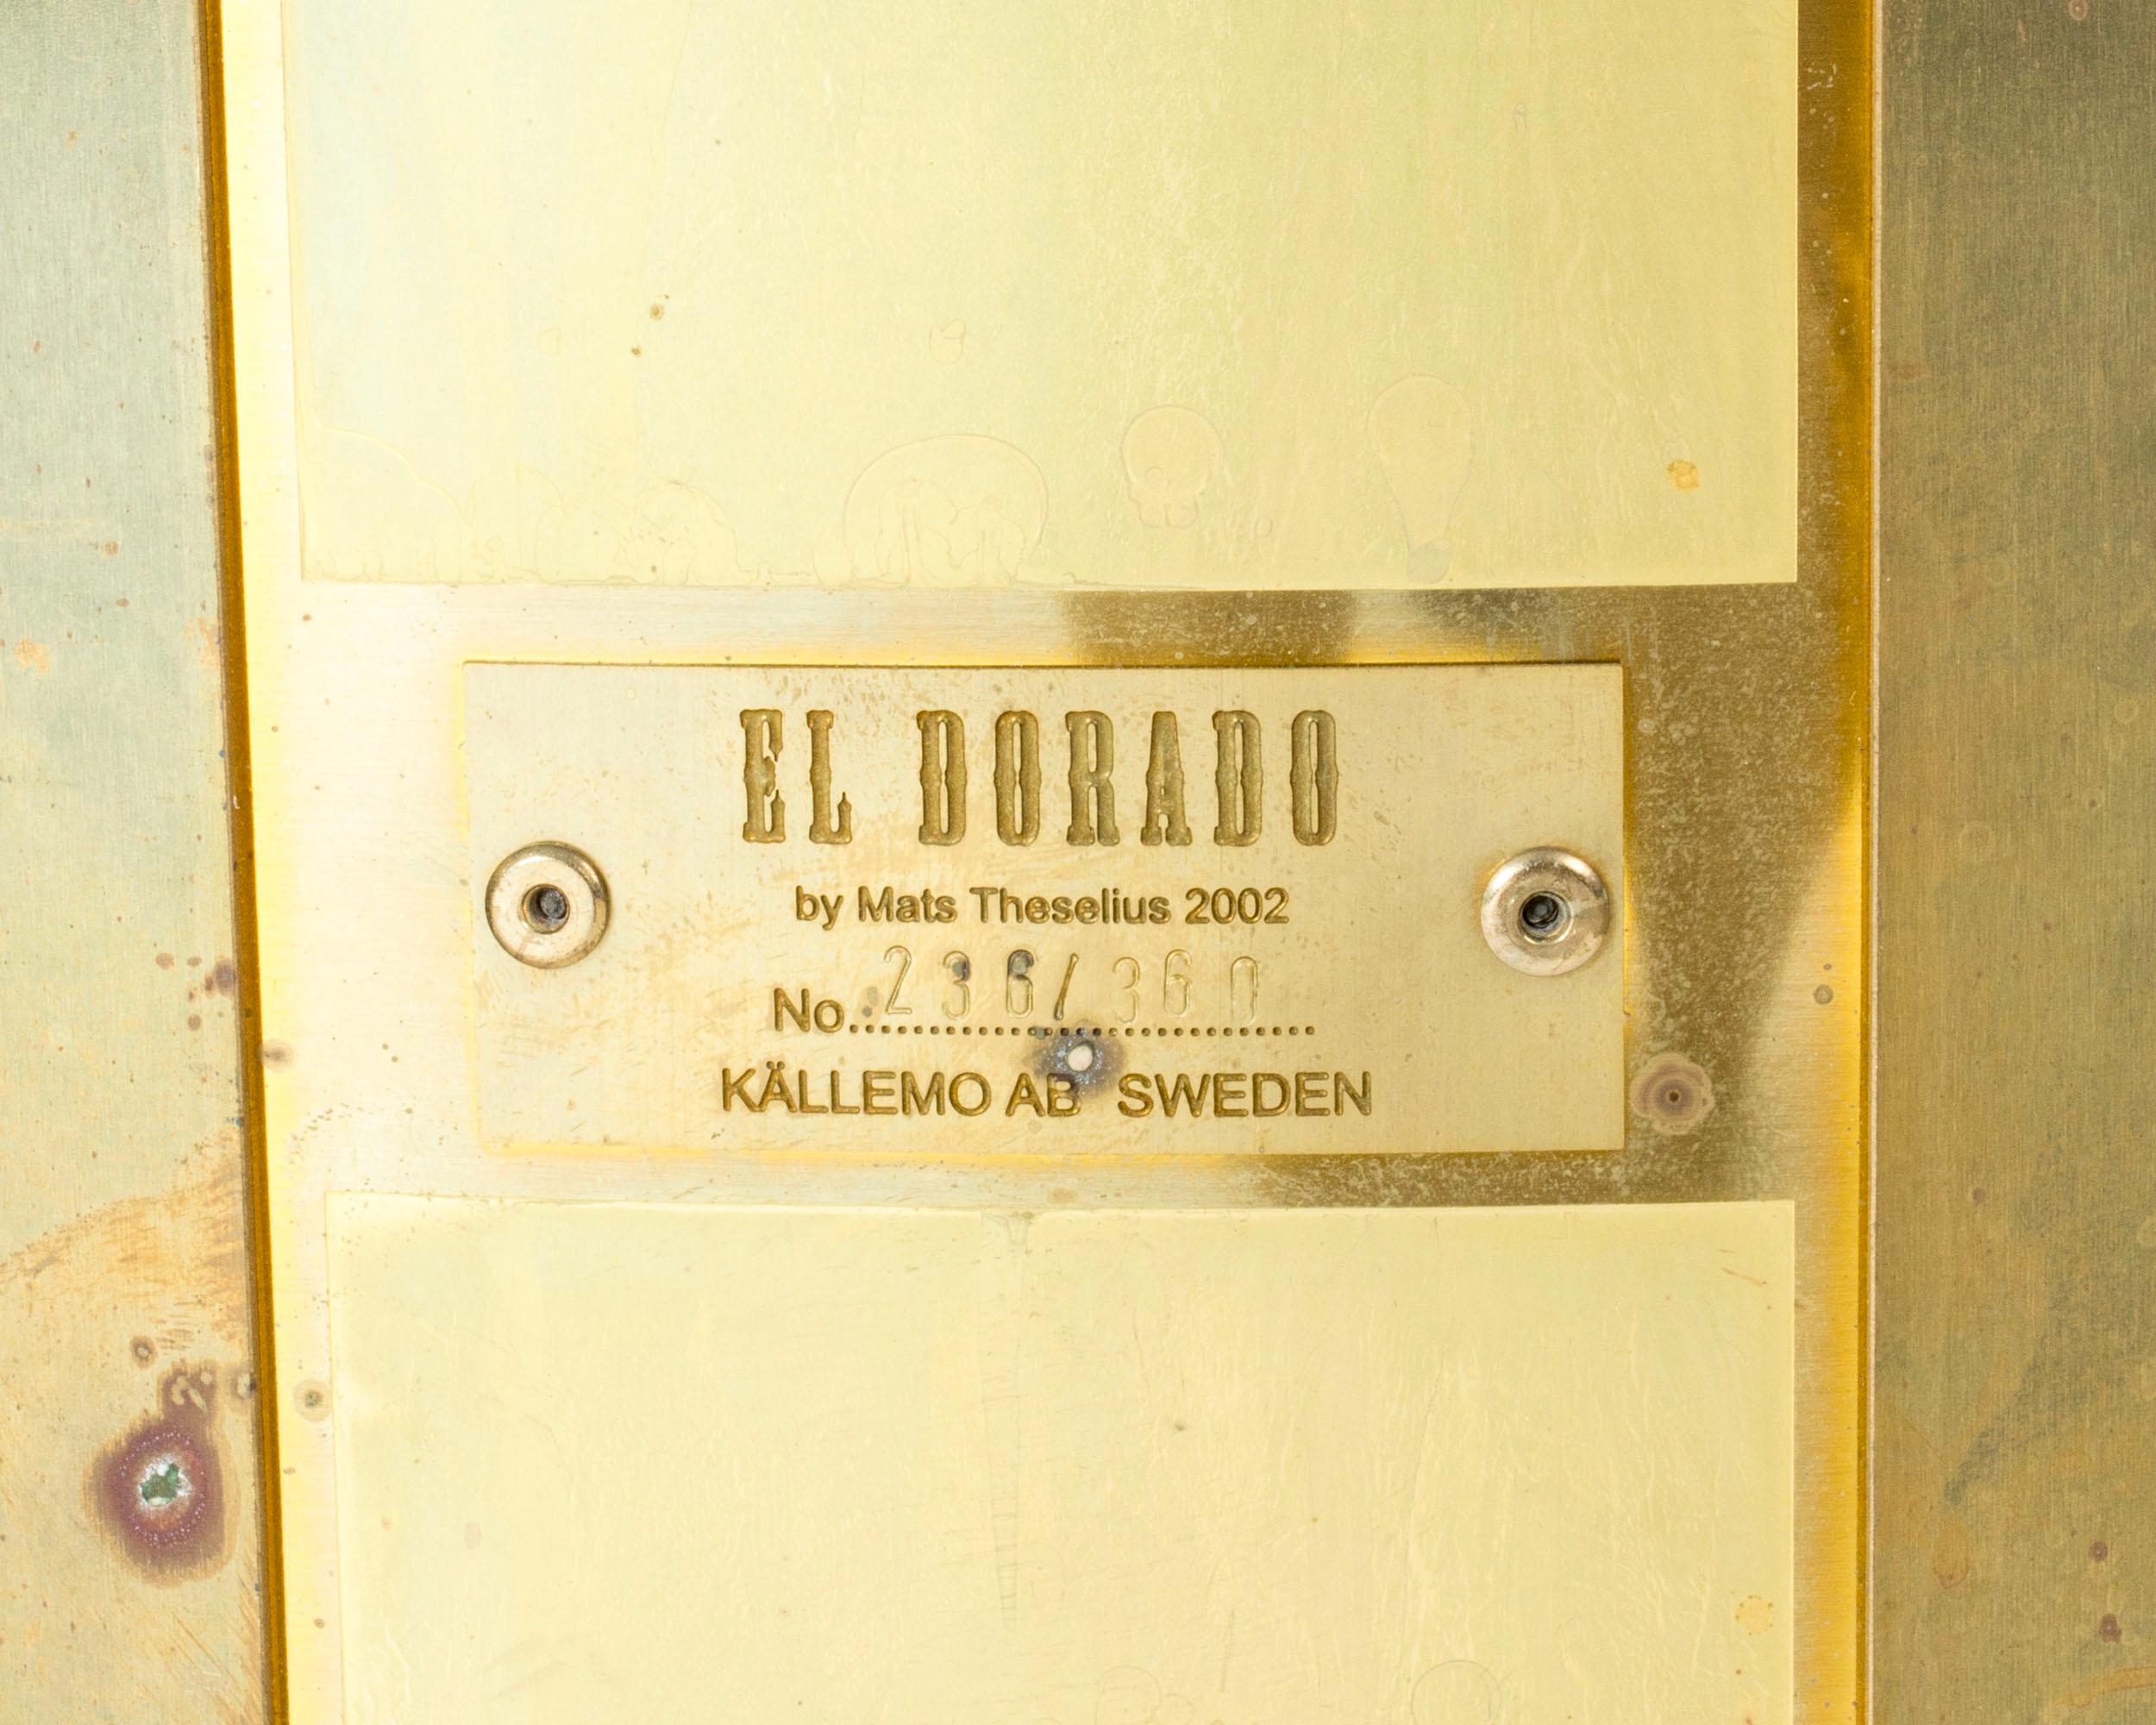 EL DORADO
by Mats Theselius 2002
No. 236/360
KÄLLEMO AB SWEDEN